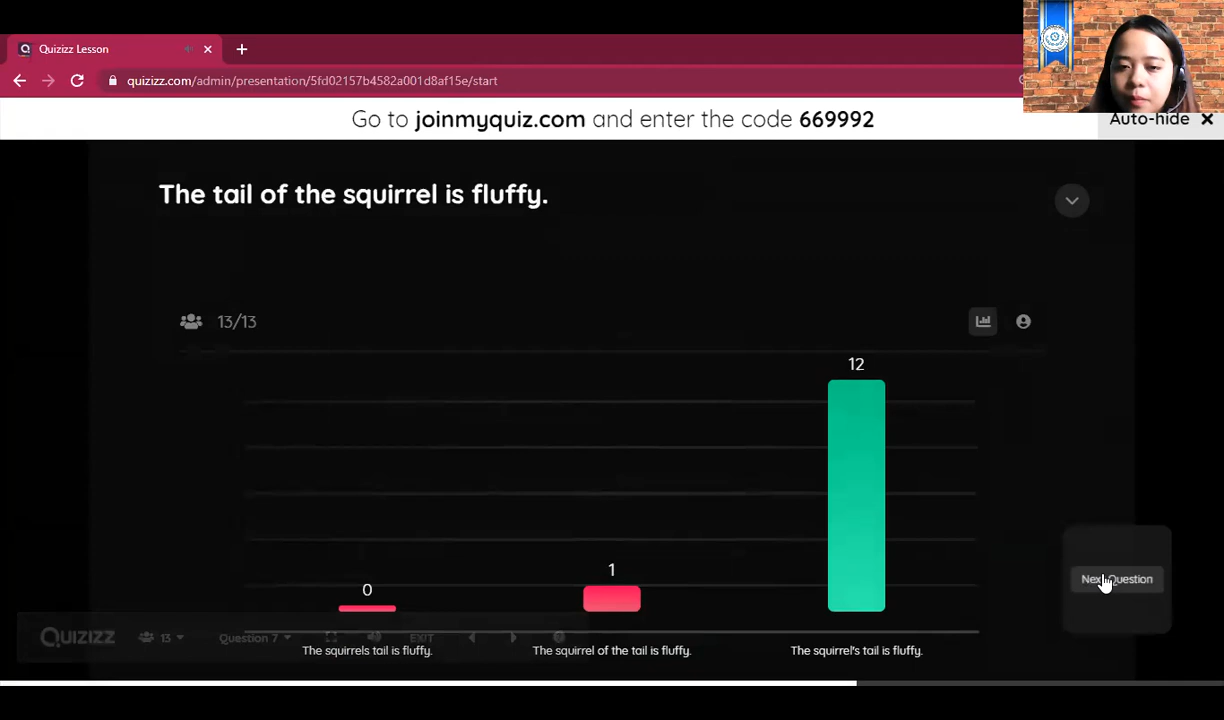 Quizizz Lesson
quizizz.com/admin/presentation/5fd02157b4582a001d8af15e/start
Go to joinmyquiz.com and enter the code 669992
Auto-hide
The tail of the squirrel is fluffy.
13/13
12
1
0
Next Question
QUIZIZZ 13 Question 7 EXIT
The squirrels tail is fluffy. The squirrel of the tail is fluffy. The squirrel's tail is fluffy.